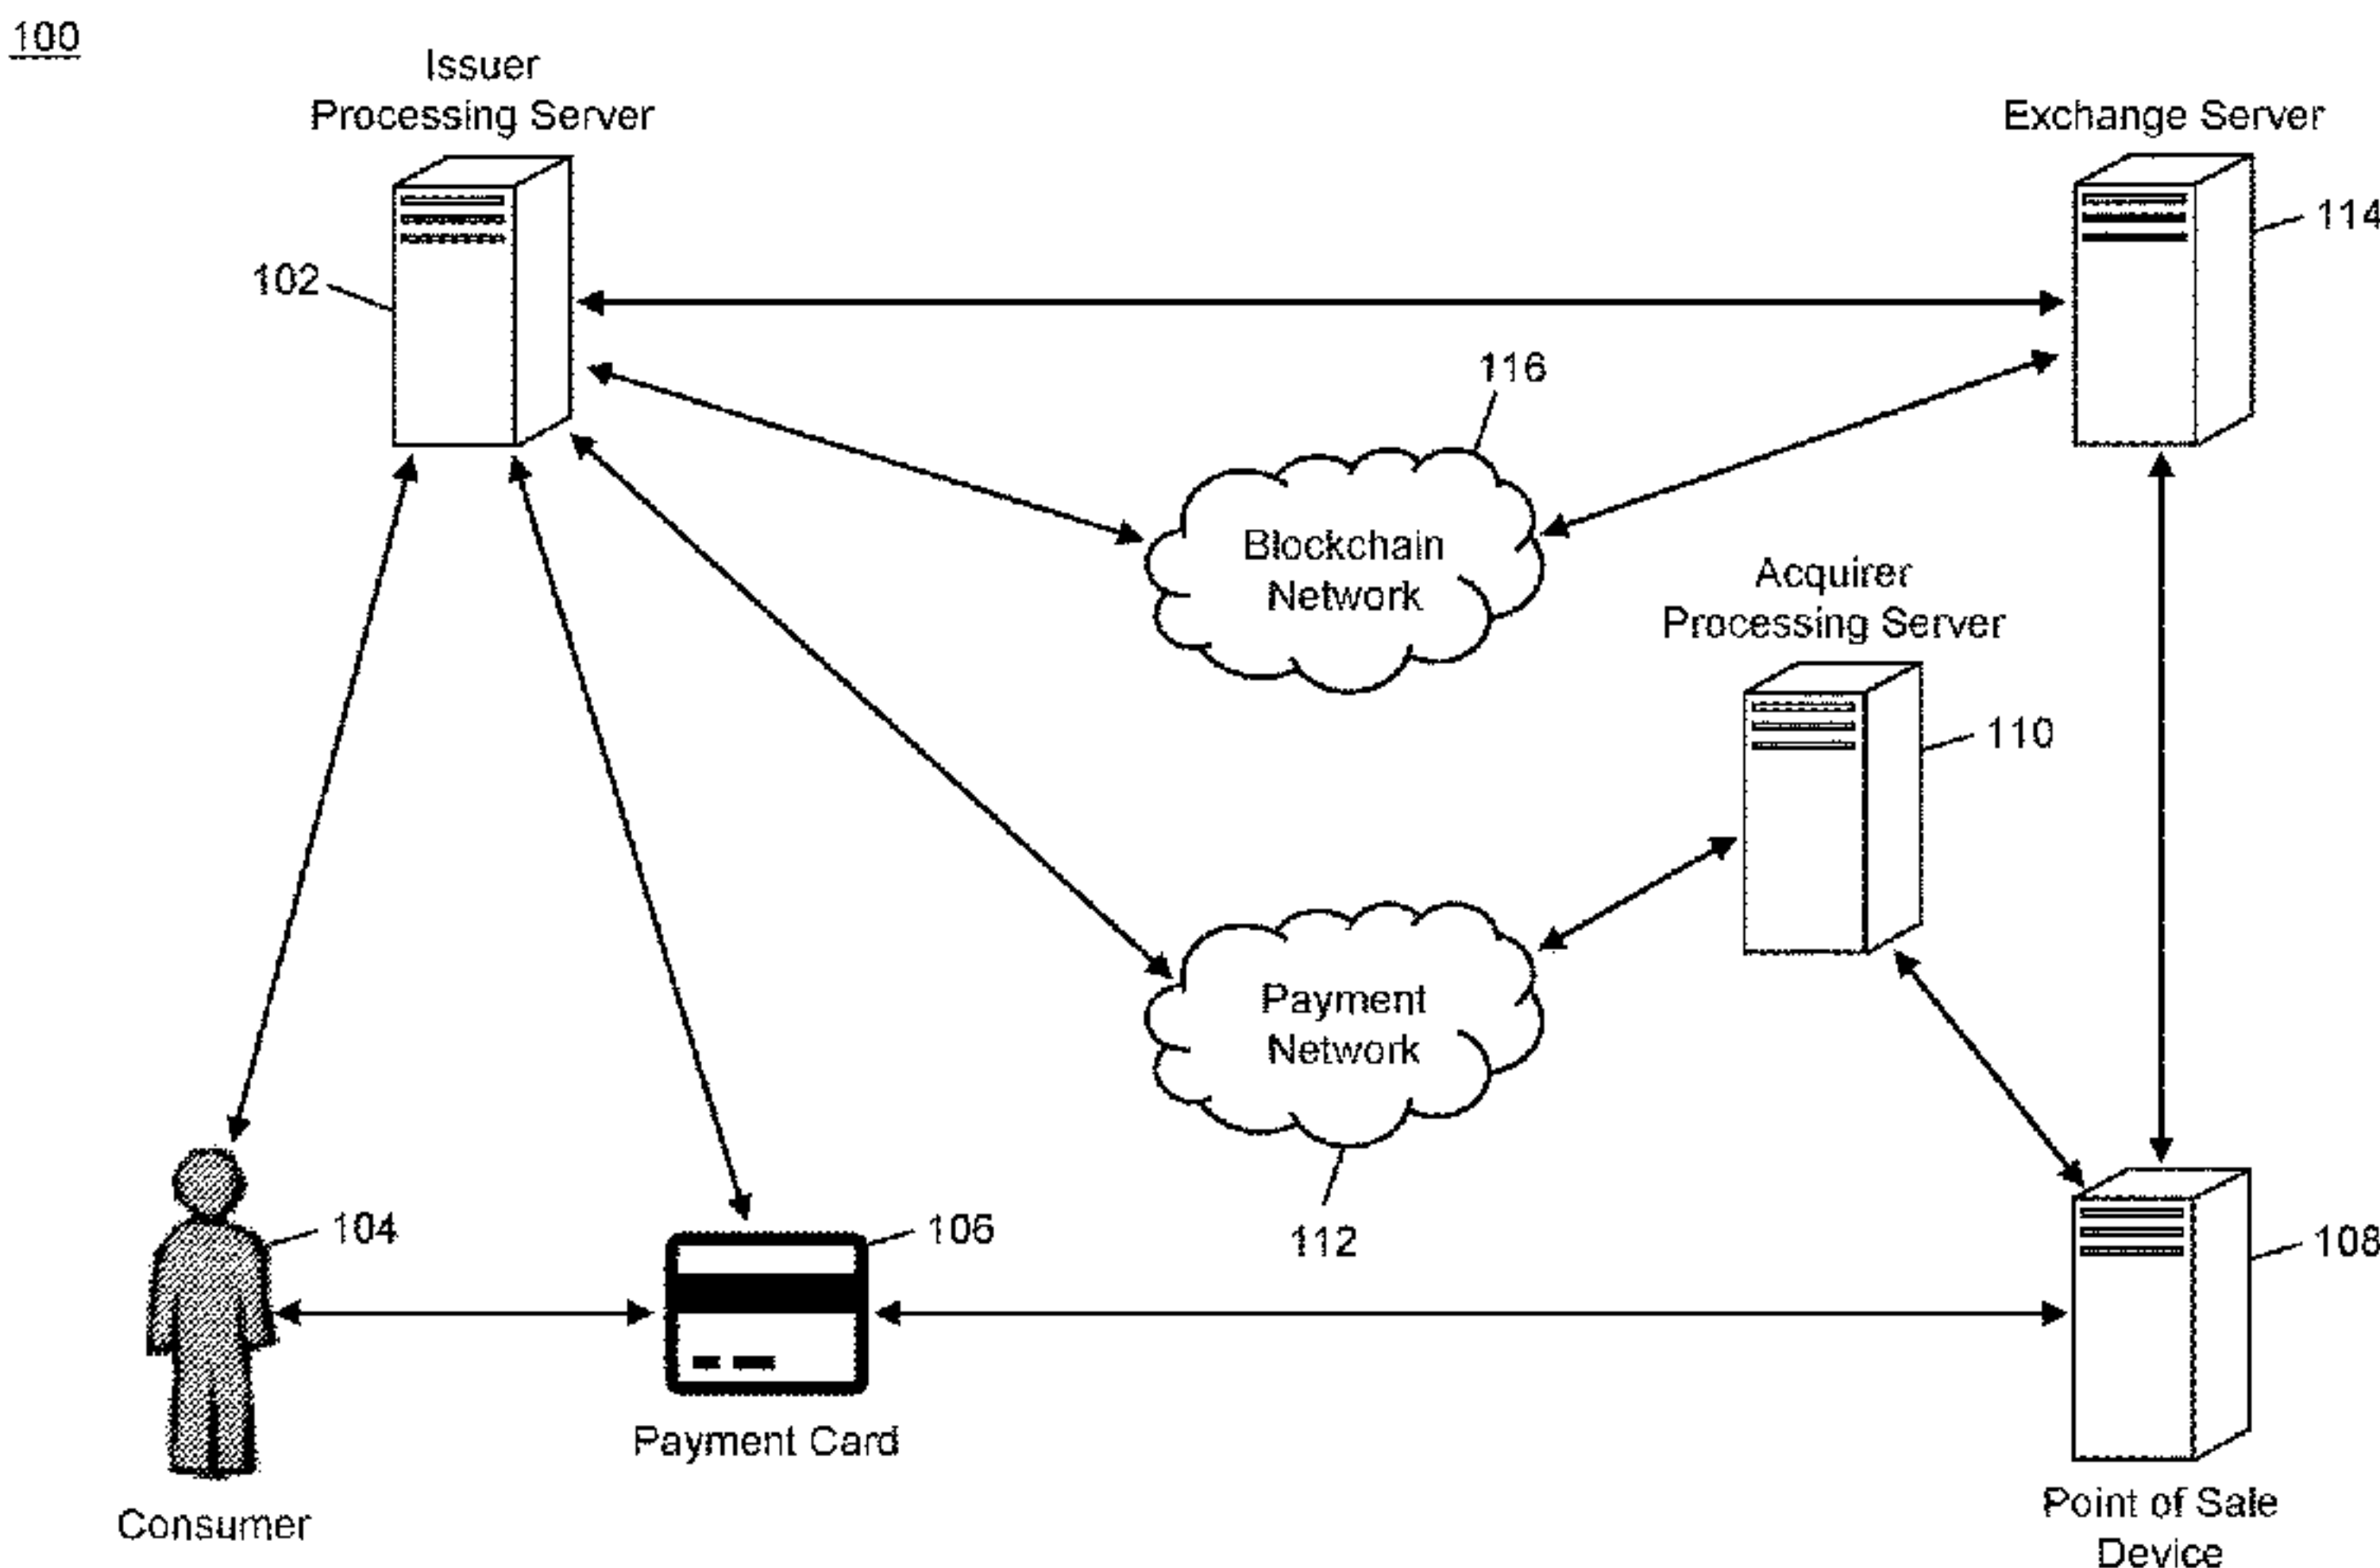 100
Issuer
Processing Server
Exchange Server
114
102
116
Blockchain
Network
Acquirer
Processing Server
110
Payment
Network
104
106
112
108
Payment Card
Consumer
Point of Sale
Device